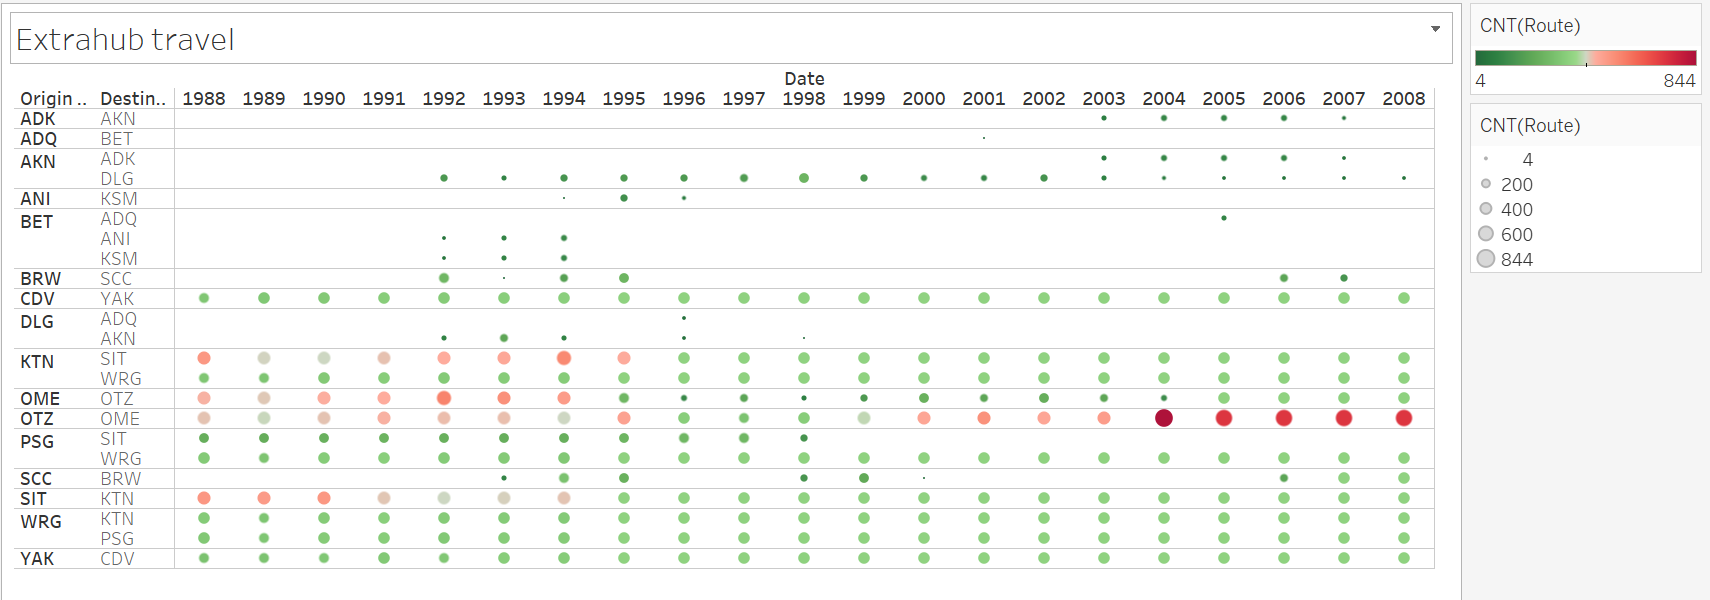 Extrahub travel
Date
Origin .. Destin.. 1988 1989 1990 1991 1992 1993 1994 1995 1996 1997 1998 1999 2000 2001 2002 2003 2004 2005 2006 2007 2008
ADK AKN
ADQ BET
AKN ADK
DLG
ANI KSM
BET ADQ
ANI
KSM
BRW SCC
CDV YAK
DLG ADQ
AKN
KTN SIT
WRG
OME OTZ
OTZ OME
PSG SIT
WRG
SCC BRW
SIT KTN
WRG KTN
PSG
YAK CDV
CNT(Route)
4 844
CNT(Route)
4
200
400
600
844